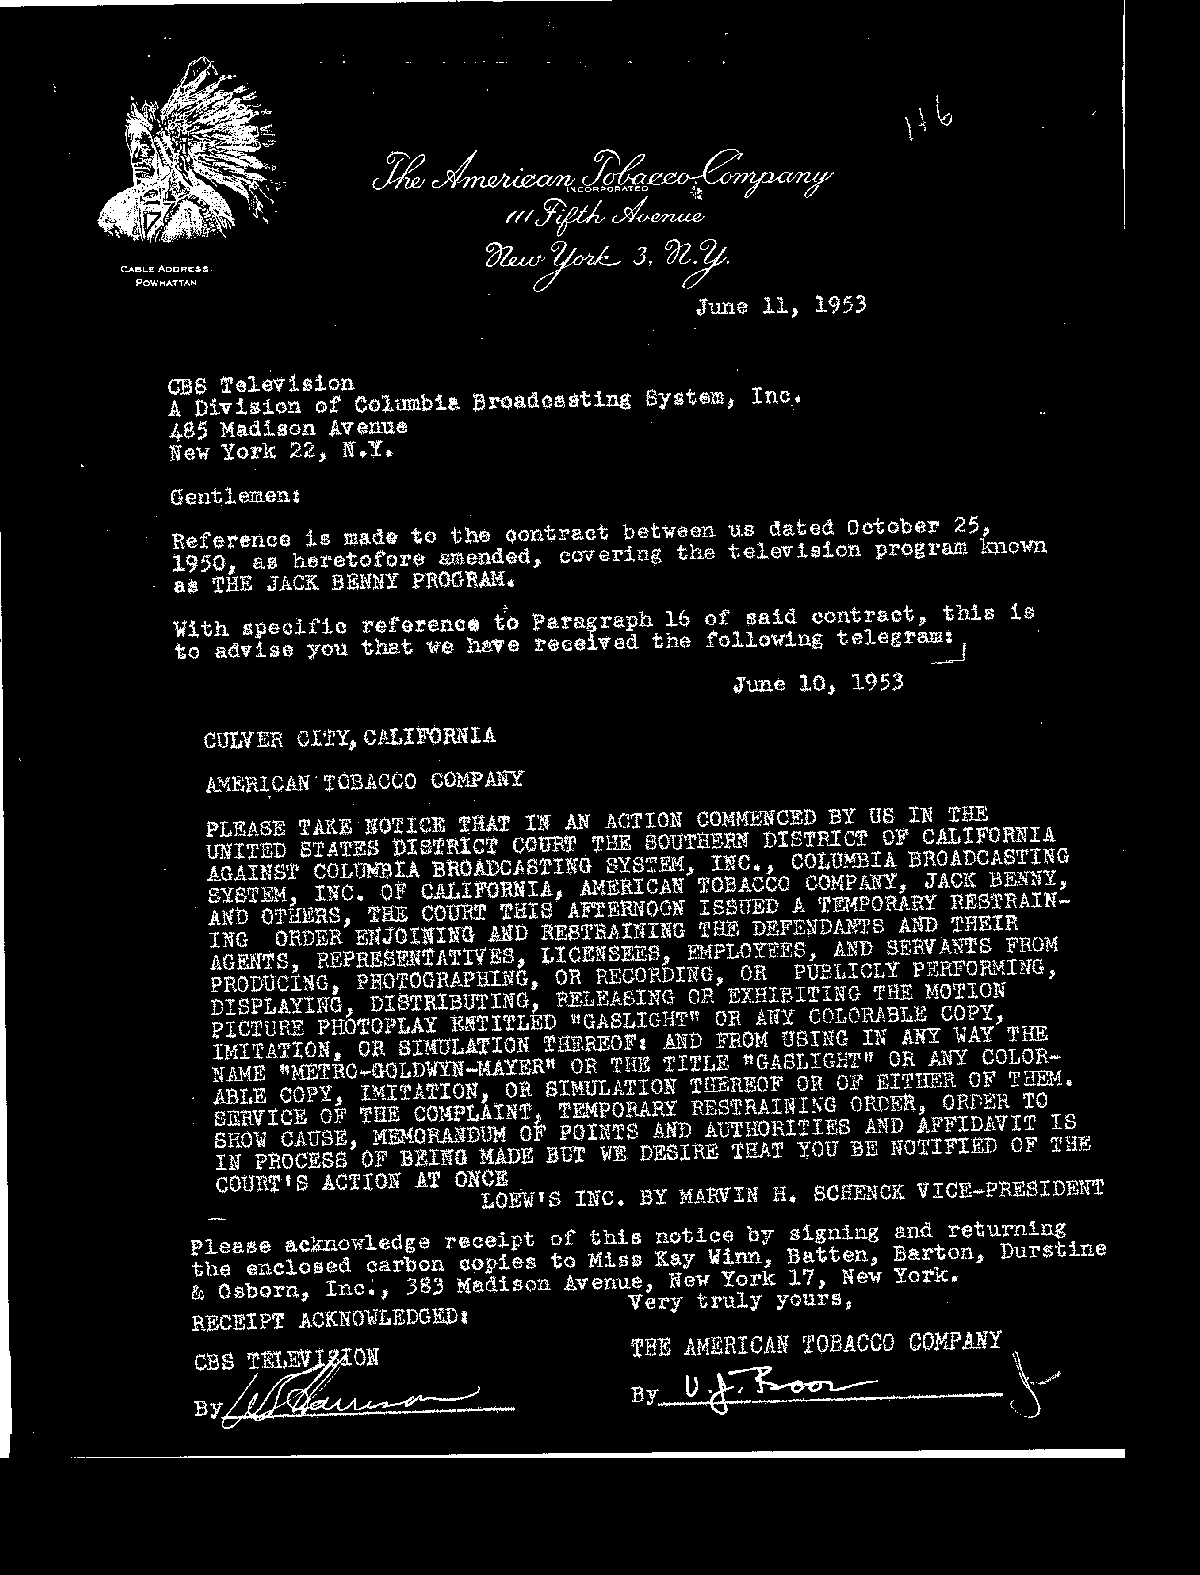 116
The American Tobacco Company
INCORPORATED
111 Fifth Avenue
New York 3, N.Y.
CABLE ADDRESS.
POWHATTAN
June 11, 1953
CBS Television
A Division of Columbia Broadcasting System, Inc.
485 Madison Avenue
New York 22, N.Y.
Gentlemen:
Reference is made to the contract between us dated October 25,
1950, as heretofore amended, covering the television program known
as THE JACK BENNY PROGRAM.
With specific reference to Paragraph 16 of said contract, this is
to advise you that we have received the following telegram:
June 10, 1953
CULVER CITY, CALIFORNIA
AMERICAN TOBACCO COMPANY
PLEASE TAKE NOTICE THAT IN AN ACTION COMMENCED BY US IN THE
UNITED STATES DISTRICT COURT THE SOUTHERN DISTRICT OF CALIFORNIA
AGAINST COLUMBIA BROADCASTING SYSTEM, INC., COLUMBIA BROADCASTING
SYSTEM, INC. OF CALIFORNIA, AMERICAN TOBACCO COMPANY, JACK BENNY,
AND OTHERS, THE COURT THIS AFTERNOON ISSUED A TEMPORARY RESTRAIN-
ING ORDER ENJOINING AND RESTRAINING THE DEFENDANTS AND THEIR
AGENTS, REPRESENTATIVES, LICENSEES, EMPLOYEES, AND SERVANTS FROM
PRODUCING, PHOTOGRAPHING, OR RECORDING, OR PUBLICLY PERFORMING,
DISPLAYING, DISTRIBUTING, RELEASING OR EXHIBITING THE MOTION
PICTURE PHOTOPLAY ENTITLED "GASLIGHT" OR ANY COLORABLE COPY,
IMITATION, OR SIMULATION THEREOF: AND FROM USING IN ANY WAY THE
NAME "METRO-GOLDWYN-MAYER" OR THE TITLE "GASLIGHT" OR ANY COLOR-
ABLE COPY, IMITATION, OR SIMULATION THEREOF OR OF EITHER OF THEM.
SERVICE OF THE COMPLAINT, TEMPORARY RESTRAINING ORDER, ORDER TO
SHOW CAUSE, MEMORANDUM OF POINTS AND AUTHORITIES AND AFFIDAVIT IS
IN PROCESS OF BEING MADE BUT WE DESIRE THAT YOU BE NOTIFIED OF THE
COURT'S ACTION AT ONCE
LOEW'S INC. BY MARVIN H. SCHENCK VICE-PRESIDENT
Please acknowledge receipt of this notice by signing and returning
the enclosed carbon copies to Miss Kay Winn, Batten, Barton, Durstine
& Osborn, Inc., 383 Madison Avenue, New York 17, New York.
Very truly yours,
RECEIPT ACKNOWLEDGED:
THE AMERICAN TOBACCO COMPANY
CBS TELEVISION
By
By